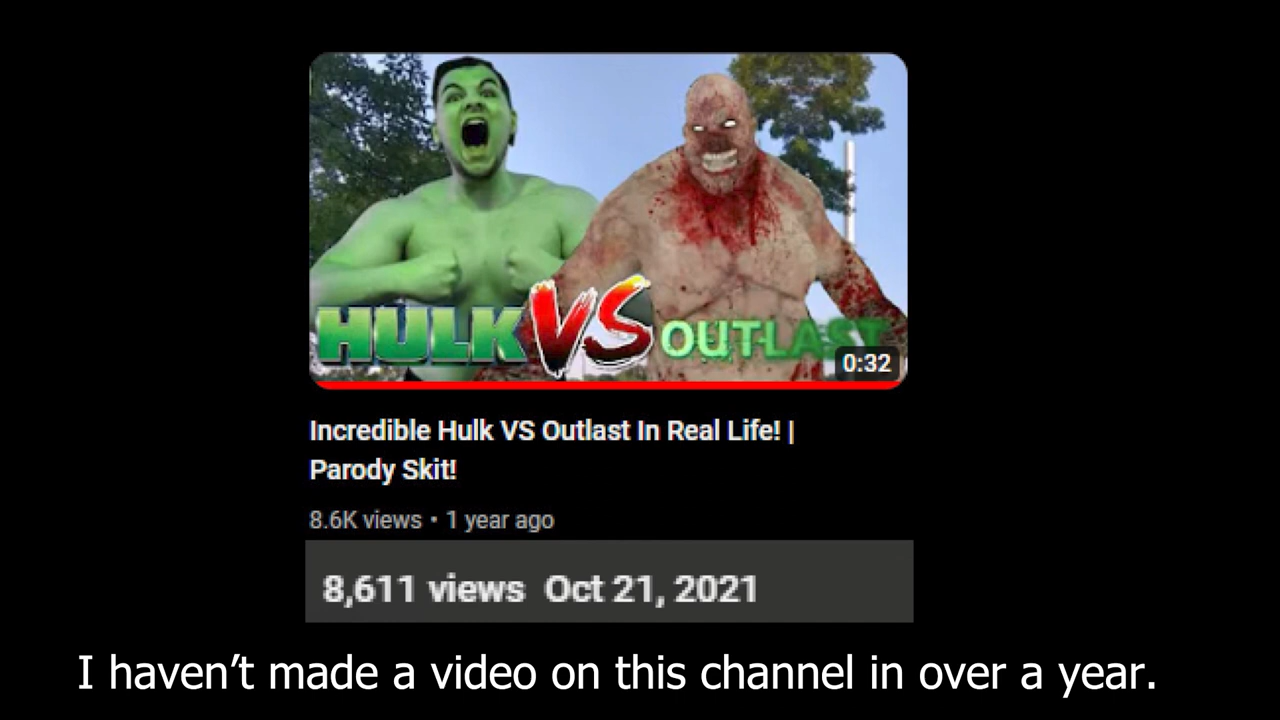 HULK VS OUTLAST
0:32
Incredible Hulk VS Outlast In Real Life! |
Parody Skit!
8.6K views • 1 year ago
8,611 views Oct 21, 2021
I haven’t made a video on this channel in over a year.